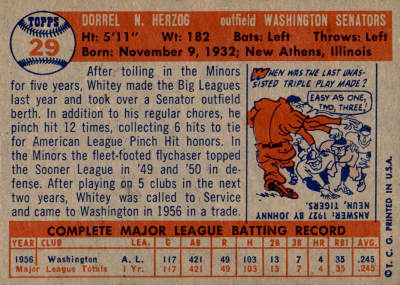 TOPPS
29
DORREL N. HERZOG outfield WASHINGTON SENATORS
Ht: 5'11" Wt: 182 Bats: Left Throws: Left
Born: November 9, 1932; New Athens, Illinois
After toiling in the Minors
for five years, Whitey made the Big Leagues
last year and took over a Senator outfield
berth. In addition to his regular chores, he
pinch hit 12 times, collecting 6 hits to tie
for American League Pinch Hit honors. In
the Minors the fleet-footed flychaser topped
the Sooner League in '49 and '50 in de-
fense. After playing on 5 clubs in the next
two years, Whitey was called to Service
and came to Washington in 1956 in a trade.
WHEN WAS THE LAST UNAS-
SISTED TRIPLE PLAY MADE?
EASY AS ONE,
TWO, THREE!
ANSWER: 1927, BY JOHNNY
NEUN, TIGERS.
COMPLETE MAJOR LEAGUE BATTING RECORD
YEAR CLUB LEA. G AB R H 2B 3B HR RBI AVG.
1956 Washington A. L. 117 421 49 103 13 7 4 35 .245
Major League Totals 1 Yr. 117 421 49 103 13 7 4 35 .245
© T. C. G. PRINTED IN U.S.A.